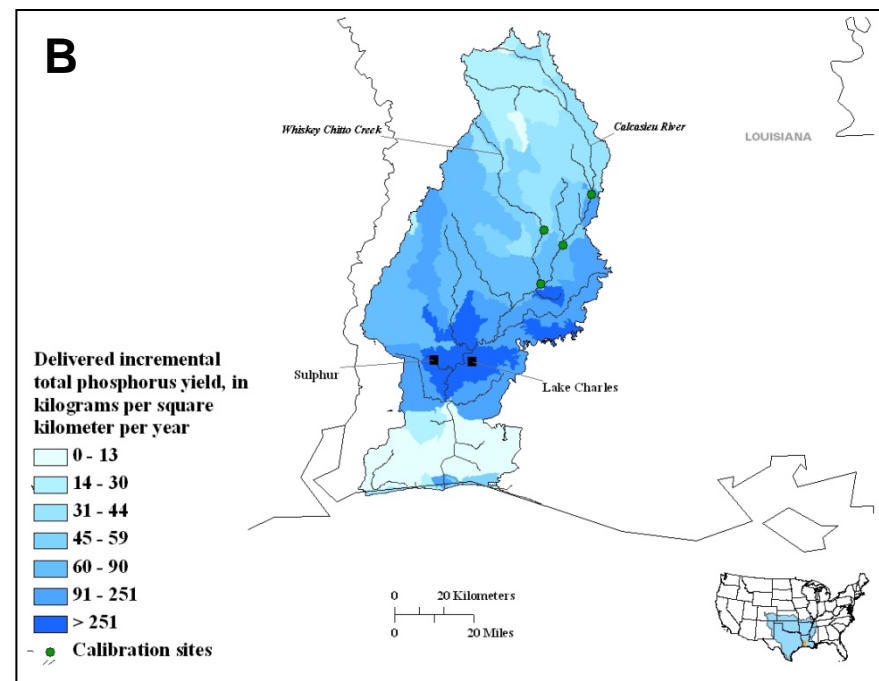 B
Whiskey Chitto Creek
Calcasieu River
LOUISIANA
Sulphur
Lake Charles
Delivered incremental
total phosphorus yield, in
kilograms per square
kilometer per year
0 - 13
14 - 30
31 - 44
45 - 59
60 - 90
91 - 251
> 251
Calibration sites
0 20 Kilometers
0 20 Miles